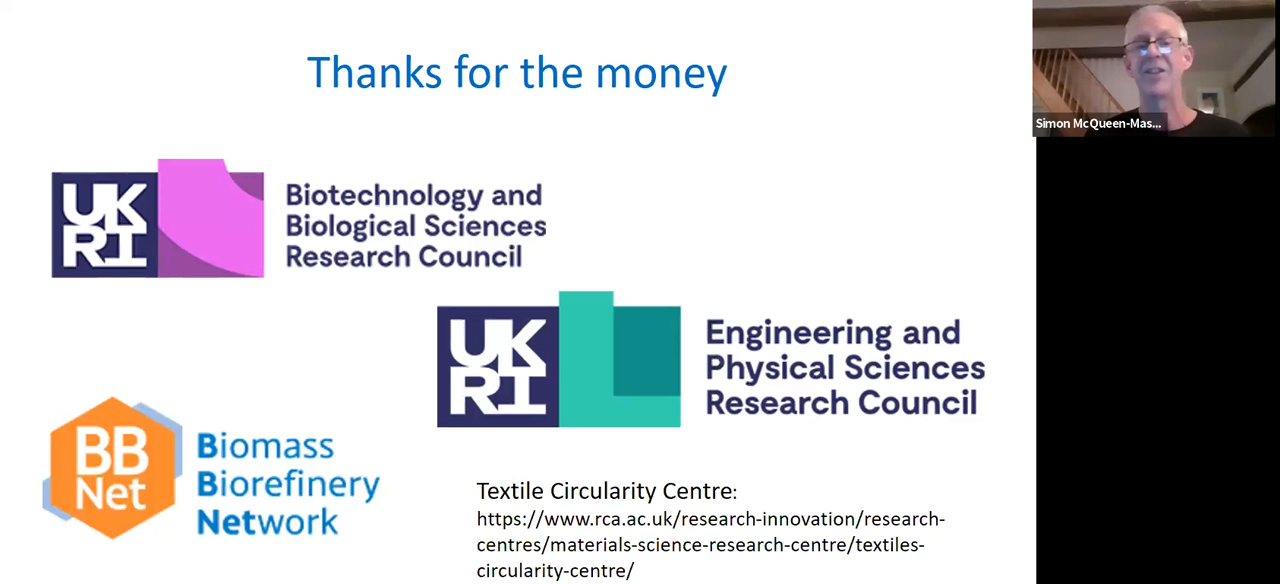 Thanks for the money
Simon McQueen-Mas...
UK
RI
Biotechnology and
Biological Sciences
Research Council
UK
RI
Engineering and
Physical Sciences
Research Council
BB
Net
Biomass
Biorefinery
Network
Textile Circularity Centre:
https://www.rca.ac.uk/research-innovation/research-
centres/materials-science-research-centre/textiles-
circularity-centre/